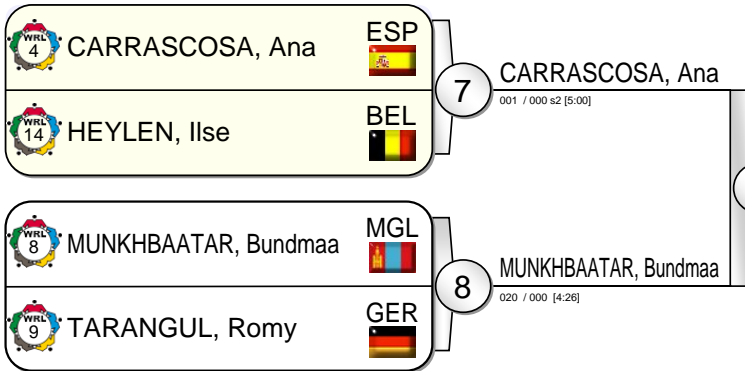 WRL 4 CARRASCOSA, Ana ESP
WRL 14 HEYLEN, Ilse BEL
7
CARRASCOSA, Ana
001 / 000 s2 [5:00]
WRL 8 MUNKHBAATAR, Bundmaa MGL
WRL 9 TARANGUL, Romy GER
8
MUNKHBAATAR, Bundmaa
020 / 000 [4:26]